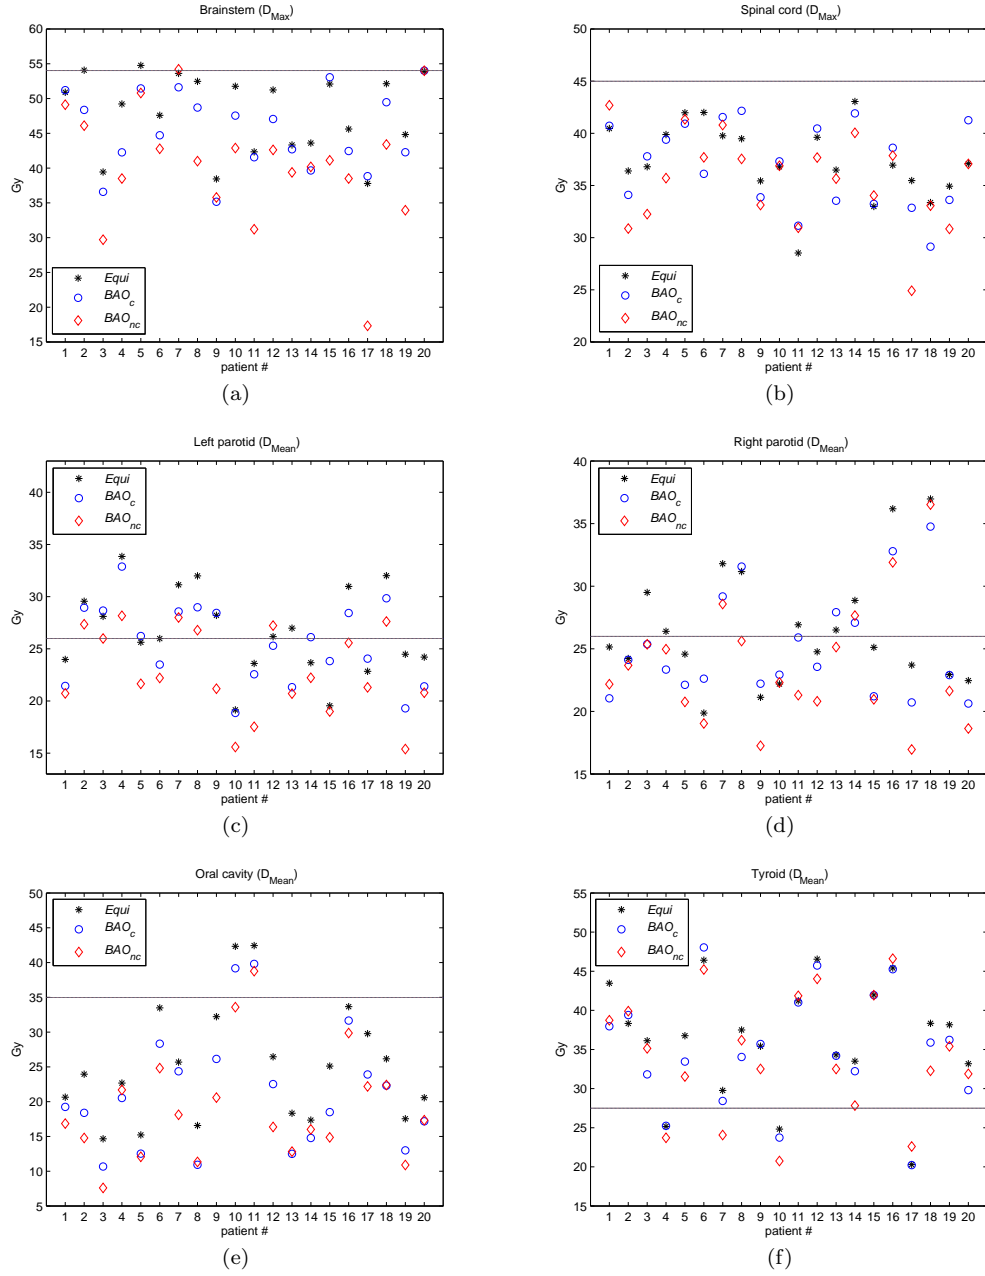 Brainstem (D_Max)
60
55
50
45
40
35
30
25
20
15
Gy
Equi
BAO_c
BAO_nc
1 2 3 4 5 6 7 8 9 10 11 12 13 14 15 16 17 18 19 20
patient #
(a)
Spinal cord (D_Max)
50
45
40
35
30
25
20
Gy
Equi
BAO_c
BAO_nc
1 2 3 4 5 6 7 8 9 10 11 12 13 14 15 16 17 18 19 20
patient #
(b)
Left parotid (D_Mean)
40
35
30
25
20
15
Gy
Equi
BAO_c
BAO_nc
1 2 3 4 5 6 7 8 9 10 11 12 13 14 15 16 17 18 19 20
patient #
(c)
Right parotid (D_Mean)
40
35
30
25
20
15
Gy
Equi
BAO_c
BAO_nc
1 2 3 4 5 6 7 8 9 10 11 12 13 14 15 16 17 18 19 20
patient #
(d)
Oral cavity (D_Mean)
50
45
40
35
30
25
20
15
10
5
Gy
Equi
BAO_c
BAO_nc
1 2 3 4 5 6 7 8 9 10 11 12 13 14 15 16 17 18 19 20
patient #
(e)
Tyroid (D_Mean)
55
50
45
40
35
30
25
20
15
Gy
Equi
BAO_c
BAO_nc
1 2 3 4 5 6 7 8 9 10 11 12 13 14 15 16 17 18 19 20
patient #
(f)